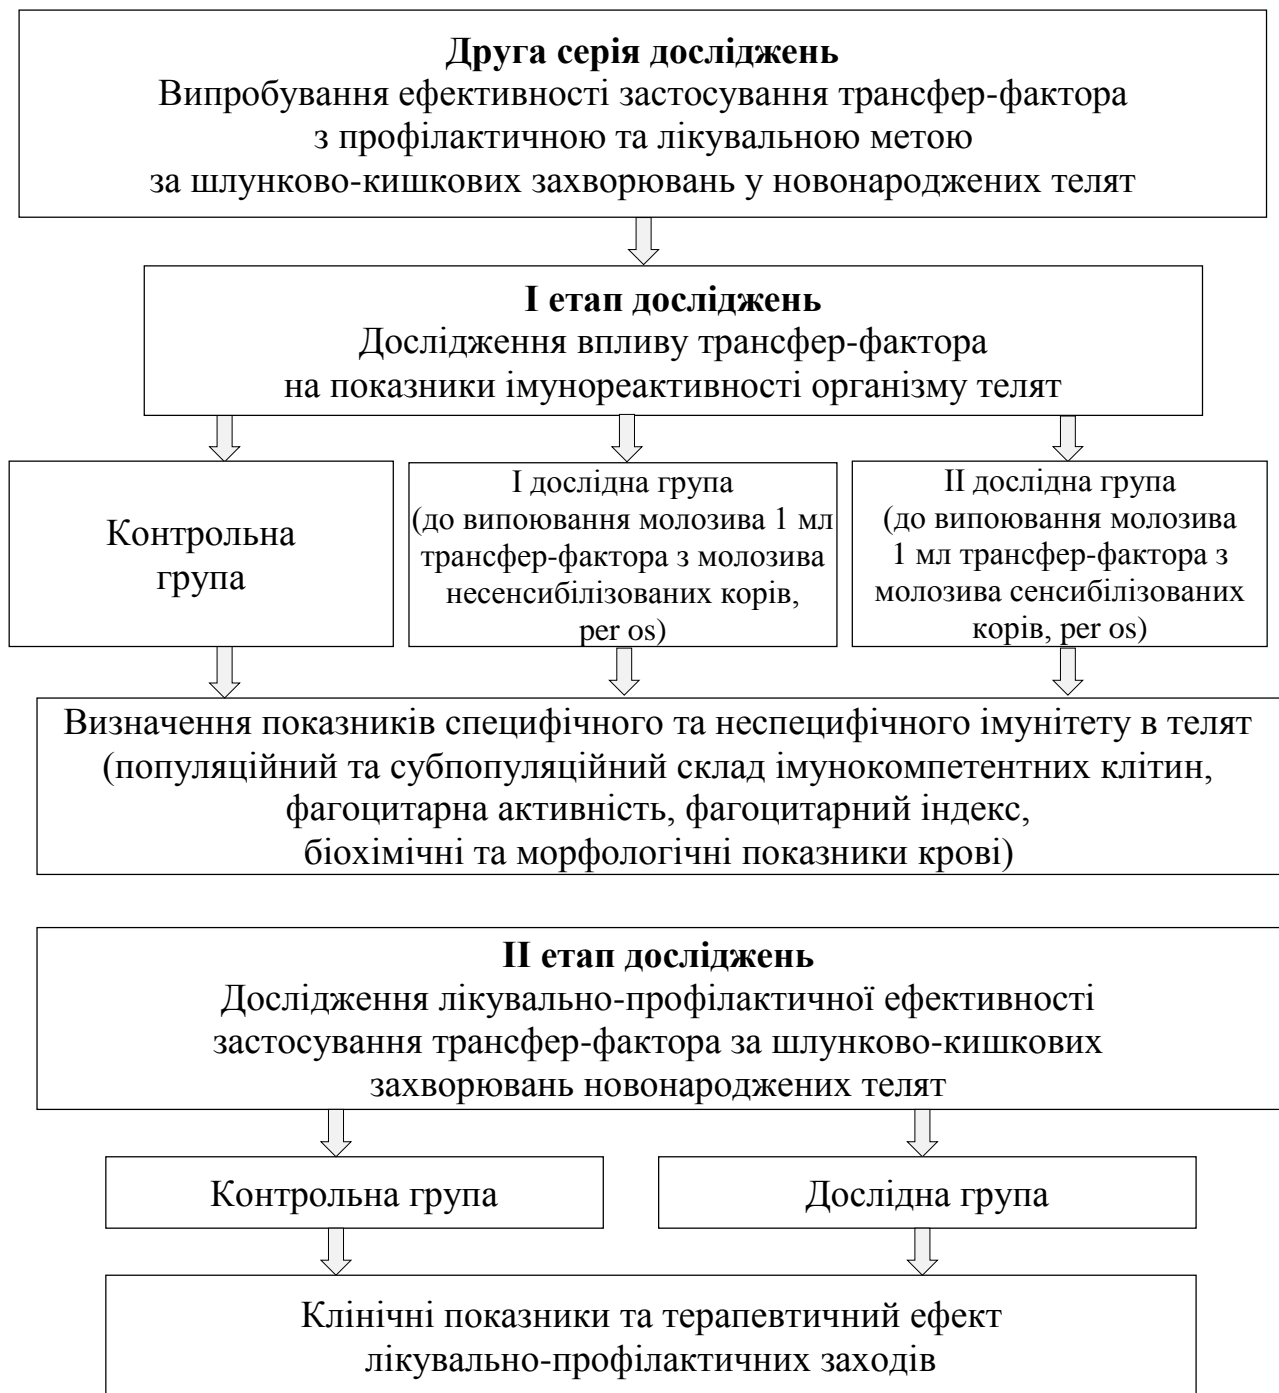 Друга серія досліджень
Випробування ефективності застосування трансфер-фактора
з профілактичною та лікувальною метою
за шлунково-кишкових захворювань у новонароджених телят
I етап досліджень
Дослідження впливу трансфер-фактора
на показники імунореактивності організму телят
Контрольна
група
I дослідна група
(до випоювання молозива 1 мл
трансфер-фактора з молозива
несенсибілізованих корів,
per os)
II дослідна група
(до випоювання молозива
1 мл трансфер-фактора з
молозива сенсибілізованих
корів, per os)
Визначення показників специфічного та неспецифічного імунітету в телят
(популяційний та субпопуляційний склад імунокомпетентних клітин,
фагоцитарна активність, фагоцитарний індекс,
біохімічні та морфологічні показники крові)
II етап досліджень
Дослідження лікувально-профілактичної ефективності
застосування трансфер-фактора за шлунково-кишкових
захворювань новонароджених телят
Контрольна група
Дослідна група
Клінічні показники та терапевтичний ефект
лікувально-профілактичних заходів